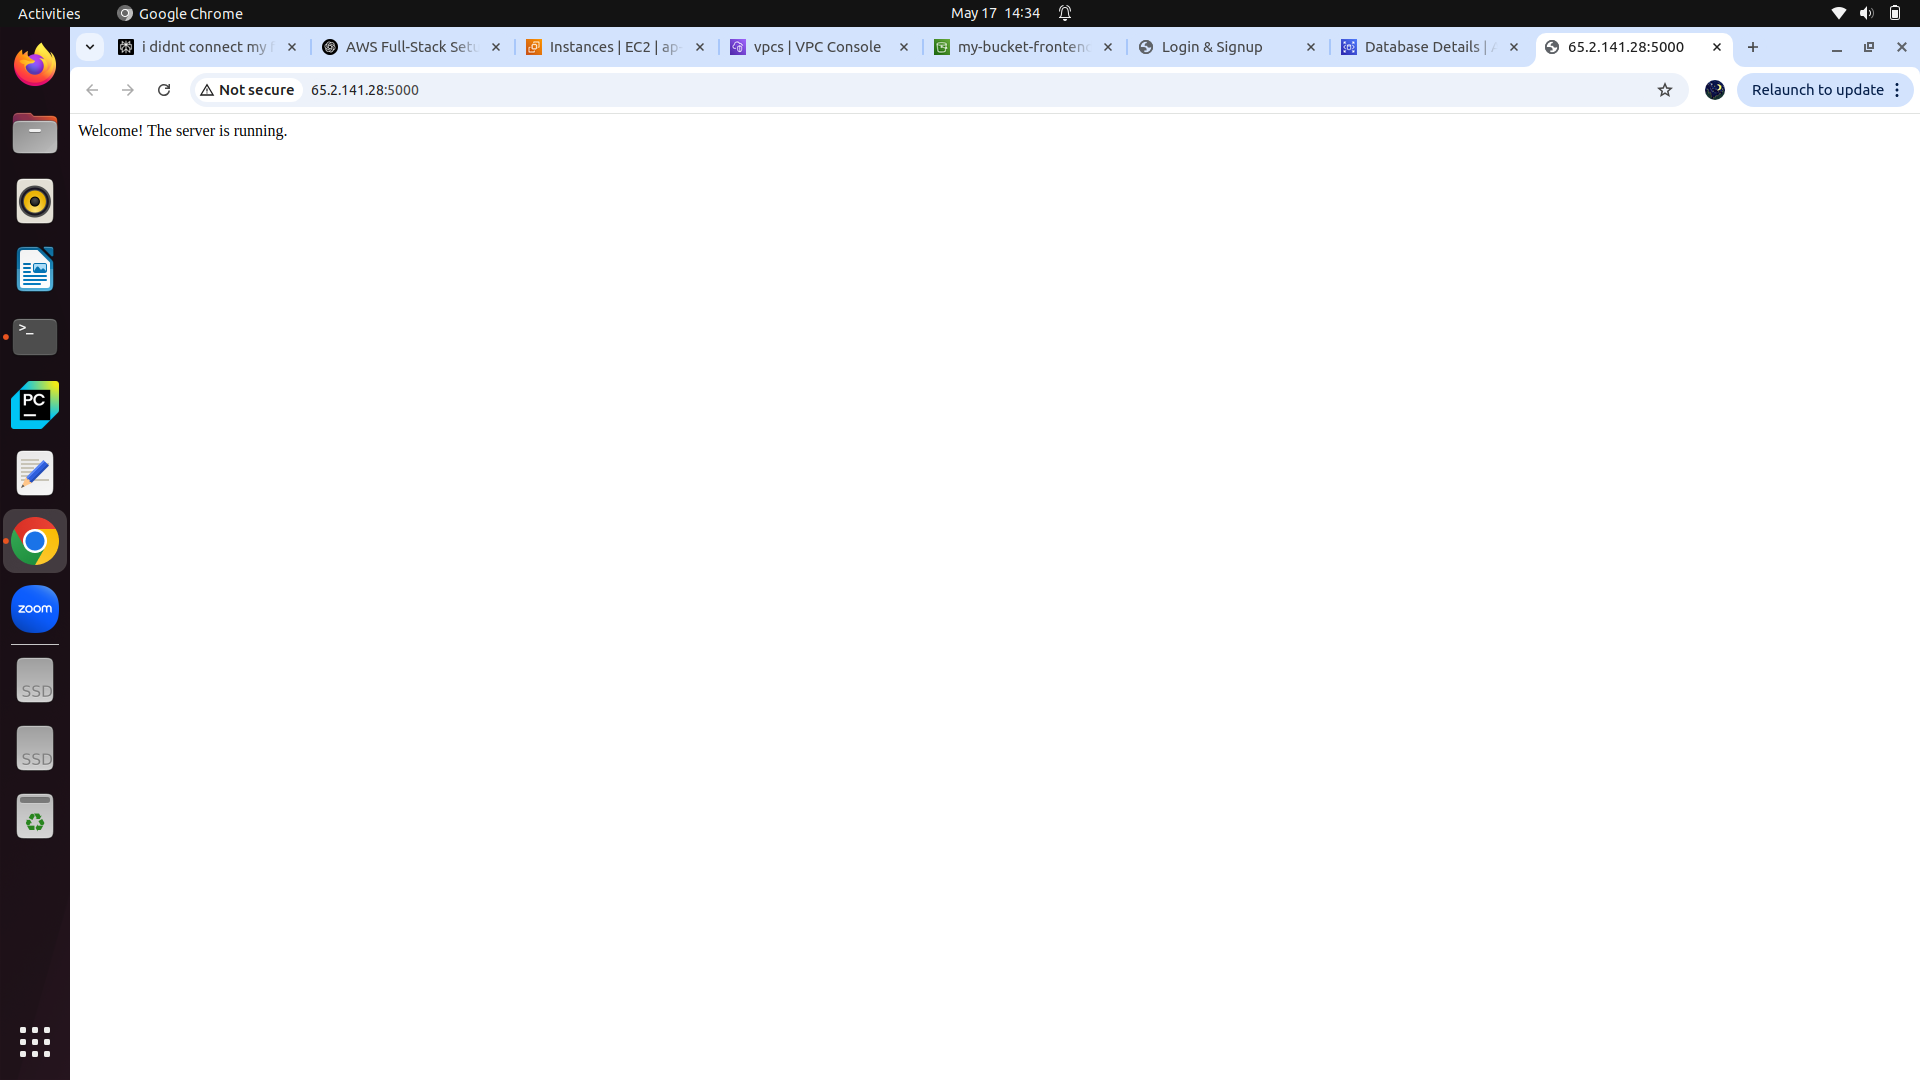 Activities
Google Chrome
May 17 14:34
i didnt connect my
AWS Full-Stack Setu
Instances | EC2 | ap-
vpcs | VPC Console
my-bucket-frontend
Login & Signup
Database Details |
65.2.141.28:5000
Not secure
65.2.141.28:5000
Relaunch to update
Welcome! The server is running.
>_
PC
zoom
SSD
SSD